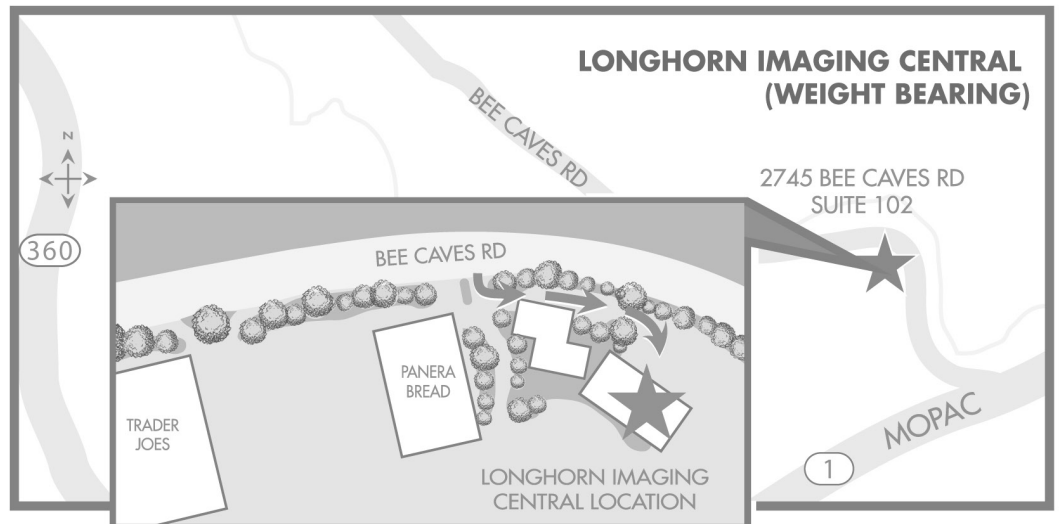 LONGHORN IMAGING CENTRAL
(WEIGHT BEARING)
BEE CAVES RD
N
2745 BEE CAVES RD
SUITE 102
360
BEE CAVES RD
PANERA
BREAD
TRADER
JOES
MOPAC
1
LONGHORN IMAGING
CENTRAL LOCATION